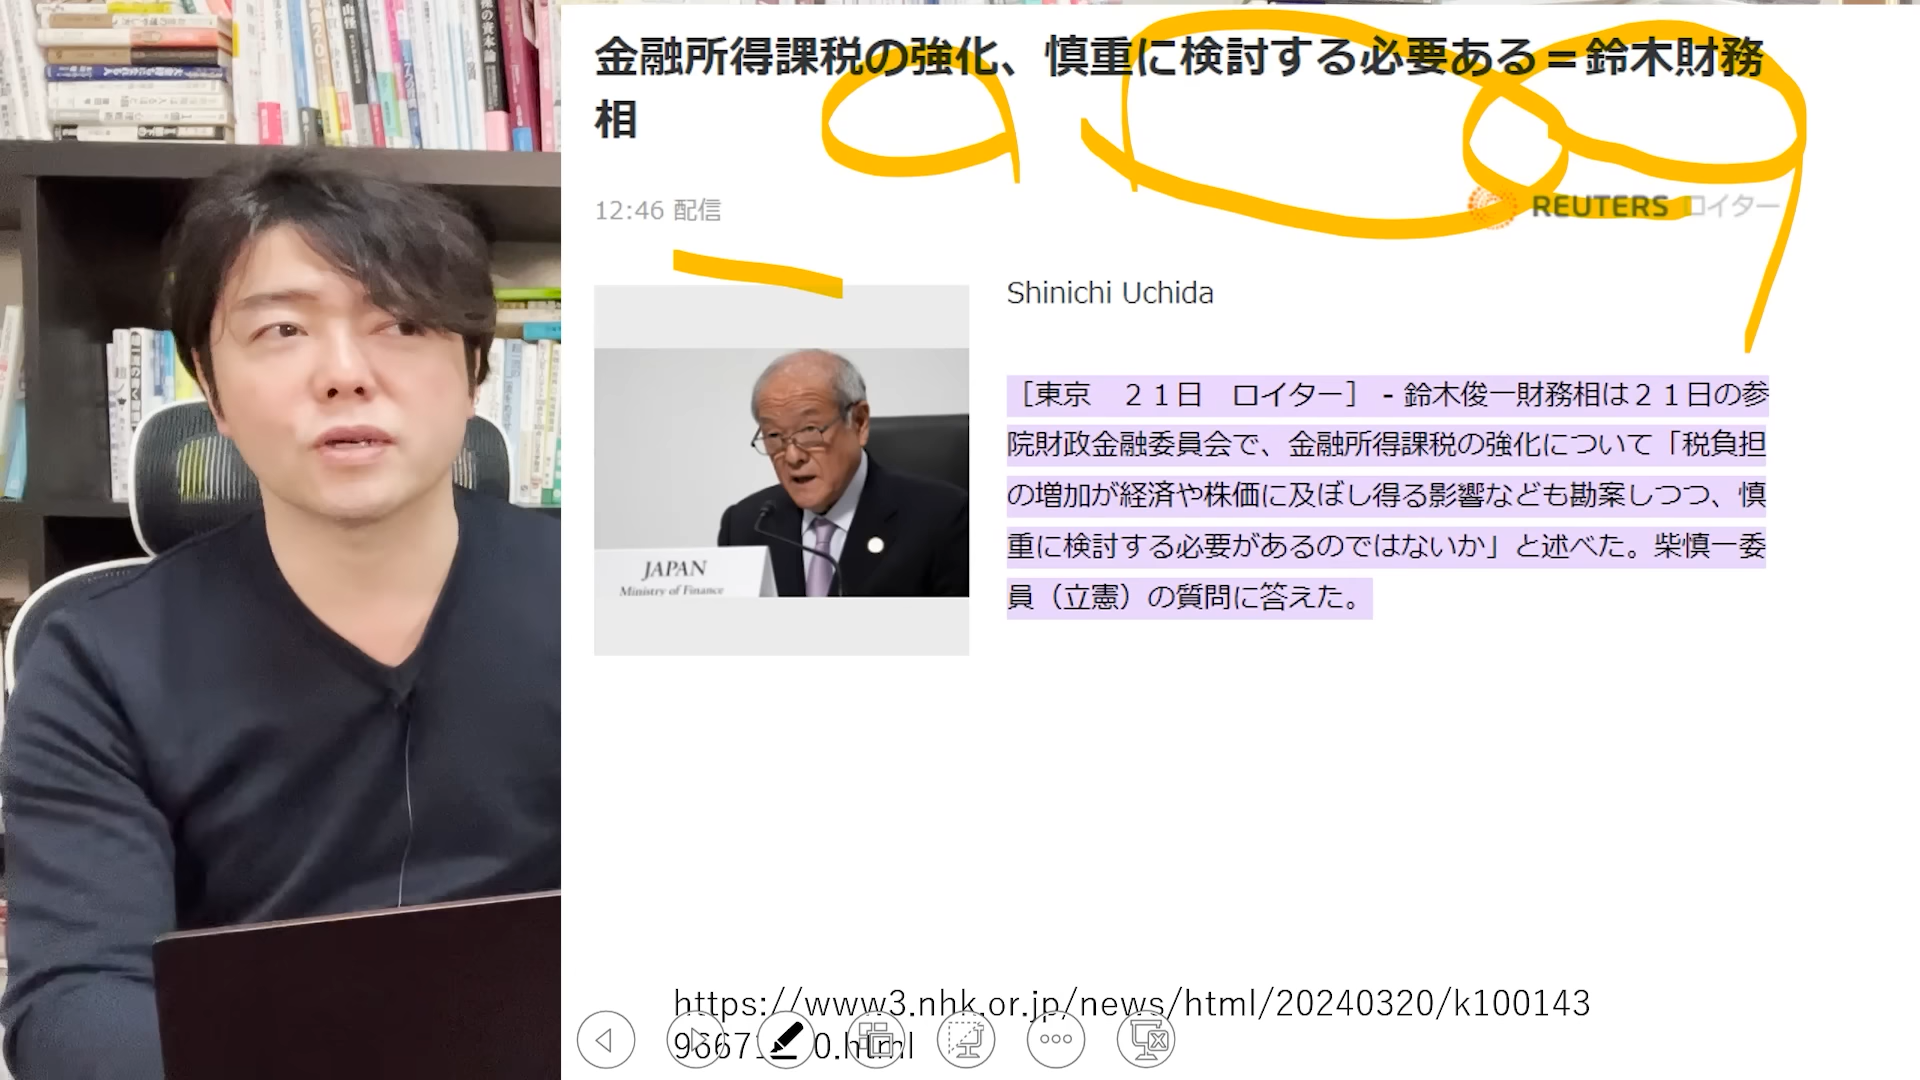 金融所得課税の強化、慎重に検討する必要ある＝鈴木財務
相
12:46 配信
REUTERS ロイター
Shinichi Uchida
JAPAN
Ministry of Finance
［東京　２１日　ロイター］ - 鈴木俊一財務相は２１日の参
院財政金融委員会で、金融所得課税の強化について「税負担
の増加が経済や株価に及ぼし得る影響なども勘案しつつ、慎
重に検討する必要があるのではないか」と述べた。柴慎一委
員（立憲）の質問に答えた。
https://www3.nhk.or.jp/news/html/20240320/k100143
0.html